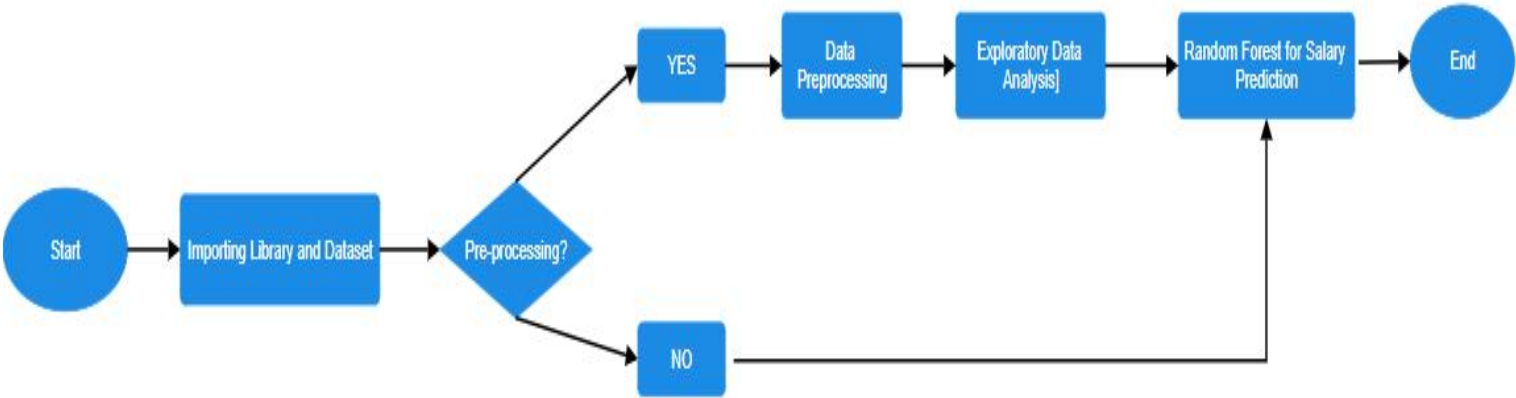 Start
Importing Library and Dataset
Pre-processing?
YES
Data
Preprocessing
Exploratory Data
Analysis]
Random Forest for Salary
Prediction
End
NO